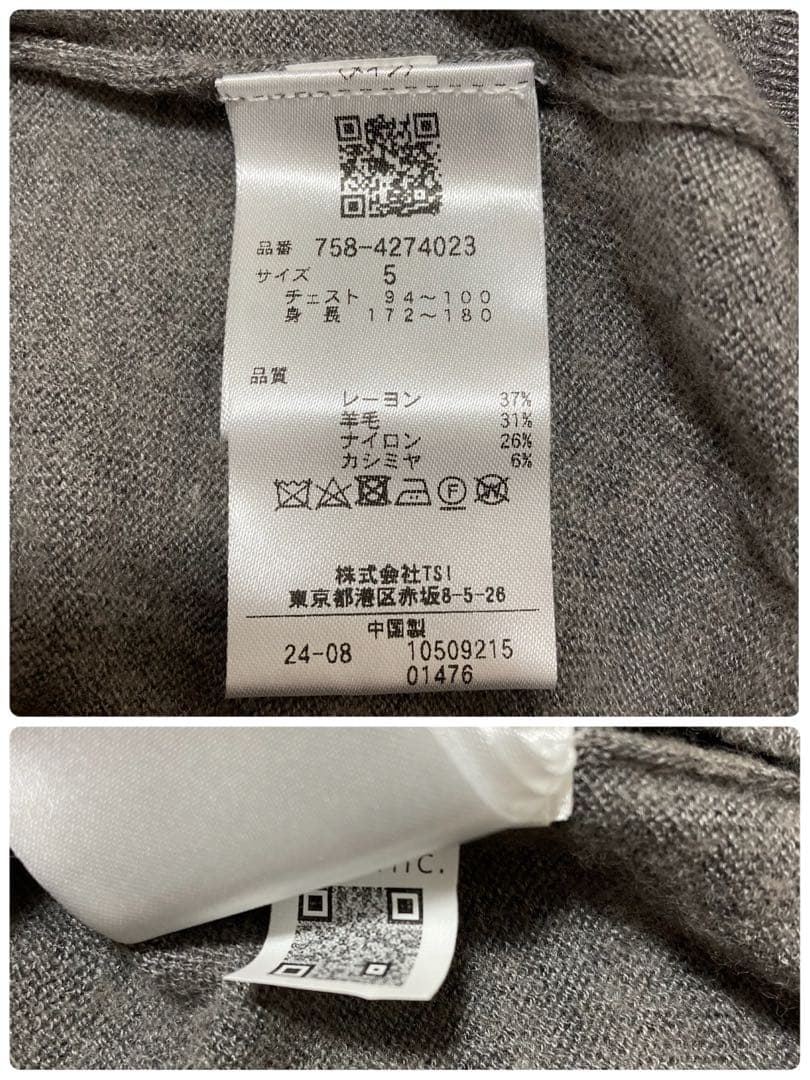 品番 758-4274023
サイズ 5
チェスト 94〜100
身長 172〜180
品質
レーヨン 37%
羊毛 31%
ナイロン 26%
カシミヤ 6%
F W
株式会社TSI
東京都港区赤坂8-5-26
中国製
24-08 10509215
01476